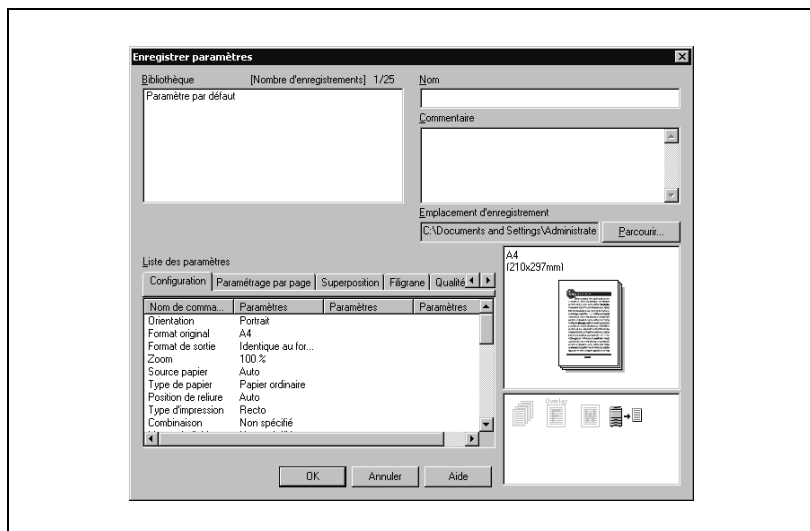 Enregistrer paramètres
Bibliothèque [Nombre d'enregistrements] 1/25
Paramètre par défaut
Nom
Commentaire
Emplacement d'enregistrement
C:\Documents and Settings\Administrate Parcourir...
Liste des paramètres
Configuration Paramétrage par page Superposition Filigrane Qualité
Nom de comma... Paramètres Paramètres Paramètres
Orientation Portrait
Format original A4
Format de sortie Identique au for...
Zoom 100 %
Source papier Auto
Type de papier Papier ordinaire
Position de reliure Auto
Type d'impression Recto
Combinaison Non spécifié
A4
(210x297mm)
Overlay
OK Annuler Aide